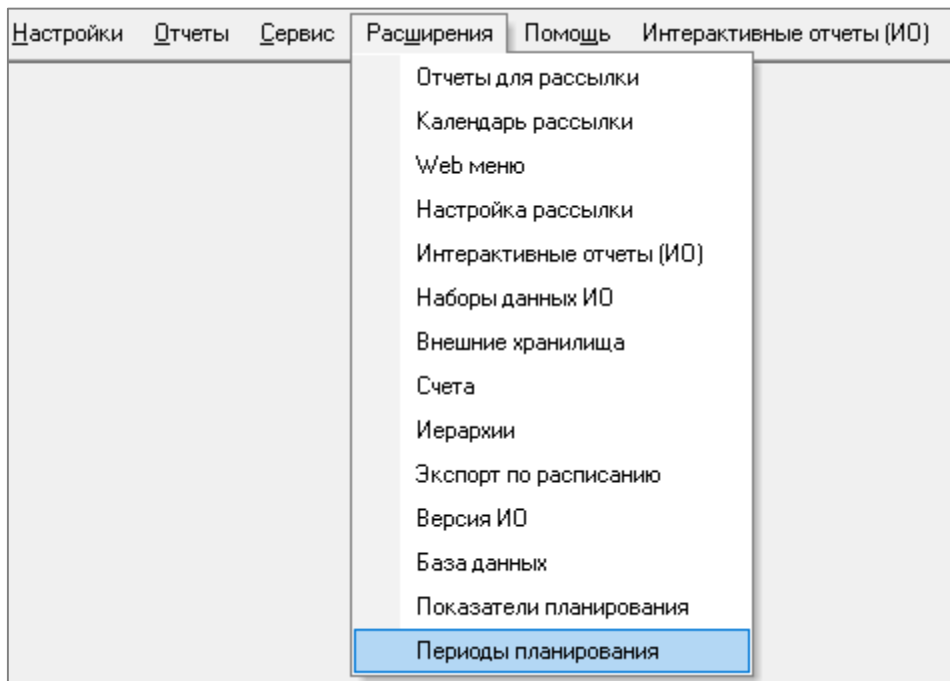 Настройки Отчеты Сервис Расширения Помощь Интерактивные отчеты (ИО)
Отчеты для рассылки
Календарь рассылки
Web меню
Настройка рассылки
Интерактивные отчеты (ИО)
Наборы данных ИО
Внешние хранилища
Счета
Иерархии
Экспорт по расписанию
Версия ИО
База данных
Показатели планирования
Периоды планирования